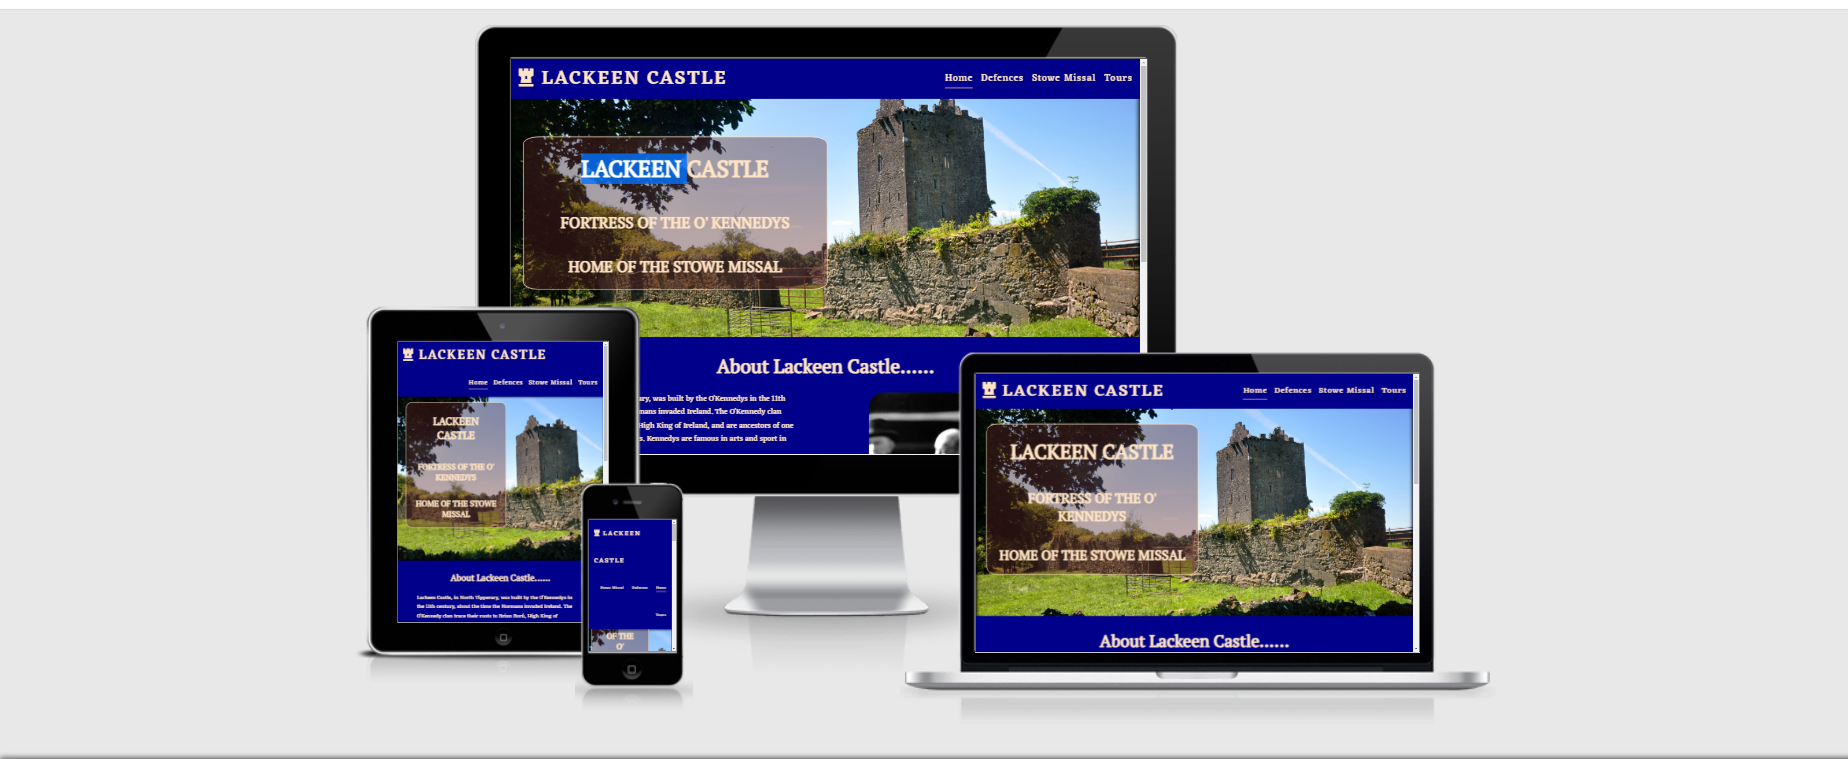 LACKEEN CASTLE
Home Defences Stowe Missal Tours
LACKEEN CASTLE
FORTRESS OF THE O' KENNEDYS
HOME OF THE STOWE MISSAL
About Lackeen Castle......
ry, was built by the O'Kennedys in the 11th
mans invaded Ireland. The O'Kennedy clan
High King of Ireland, and are ancestors of one
s. Kennedys are famous in arts and sport in
LACKEEN CASTLE
Home Defences Stowe Missal Tours
LACKEEN
CASTLE
FORTRESS OF THE O'
KENNEDYS
HOME OF THE STOWE
MISSAL
About Lackeen Castle......
Lackeen Castle, in North Tipperary, was built by the O'Kennedys in
the 11th century, about the time the Normans invaded Ireland. The
O'Kennedy clan trace their roots to Brian Boru, High King of
LACKEEN
CASTLE
Stowe Missal Defences Home
Tours
OF THE
O'
LACKEEN CASTLE
Home Defences Stowe Missal Tours
LACKEEN CASTLE
FORTRESS OF THE O'
KENNEDYS
HOME OF THE STOWE MISSAL
About Lackeen Castle......